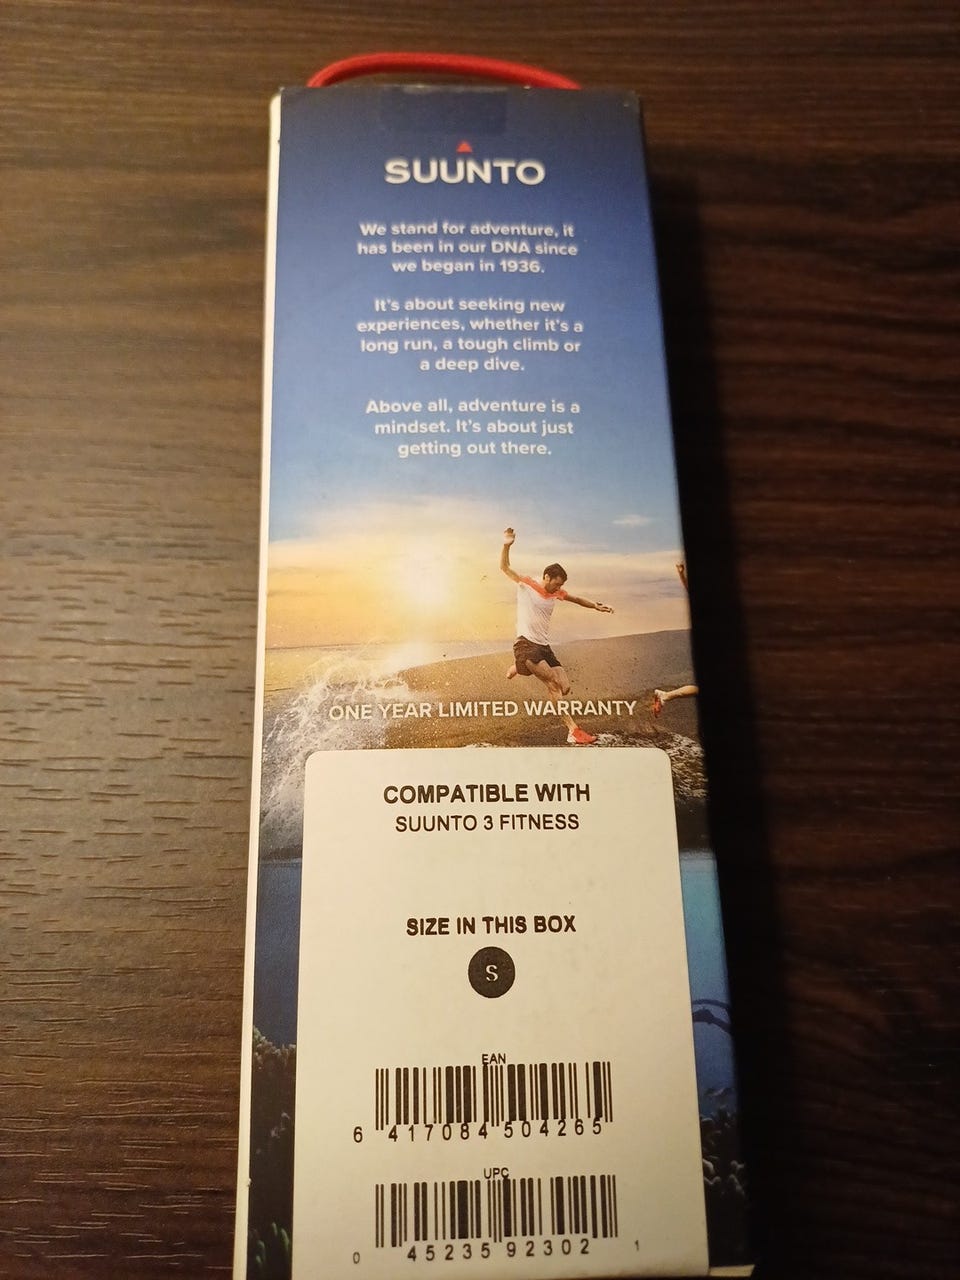 SUUNTO
We stand for adventure, it
has been in our DNA since
we began in 1936.
It's about seeking new
experiences, whether it's a
long run, a tough climb or
a deep dive.
Above all, adventure is a
mindset. It's about just
getting out there.
ONE YEAR LIMITED WARRANTY
COMPATIBLE WITH
SUUNTO 3 FITNESS
SIZE IN THIS BOX
S
EAN
6 417084 504265
UPC
0 45235 92302 1